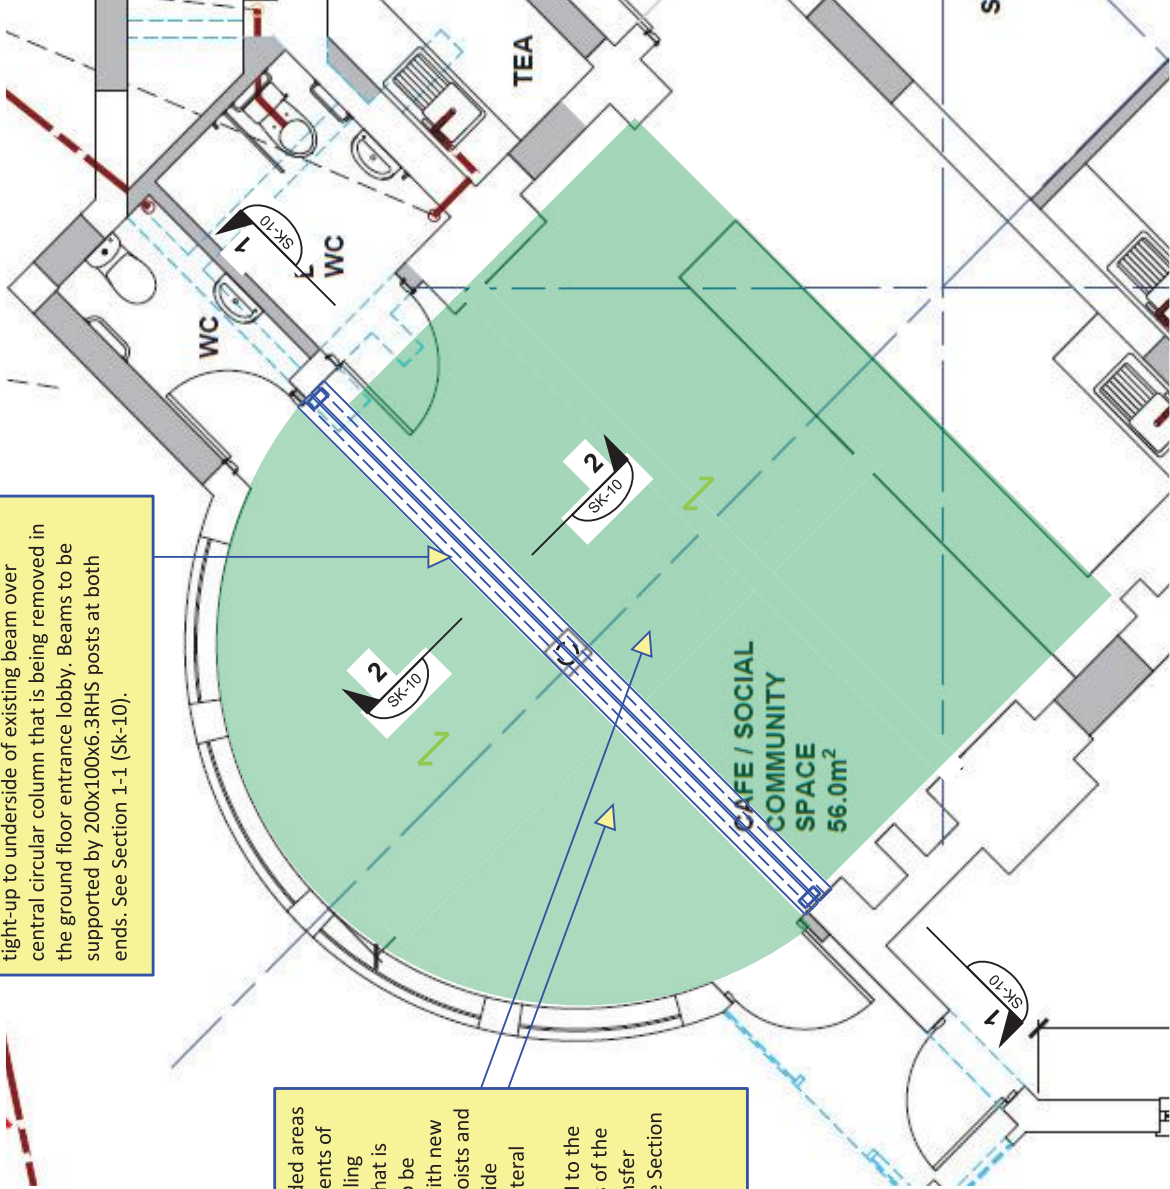 tight-up to underside of existing beam over
central circular column that is being removed in
the ground floor entrance lobby. Beams to be
supported by 200x100x6.3RHS posts at both
ends. See Section 1-1 (Sk-10).
TEA
S
WC
WC
1
SK-10
2
SK-10
2
SK-10
CAFE / SOCIAL
COMMUNITY
SPACE
56.0m²
1
SK-10
ded areas
ents of
ling
hat is
o be
ith new
oists and
ide
teral
d to the
s of the
nsfer
e Section